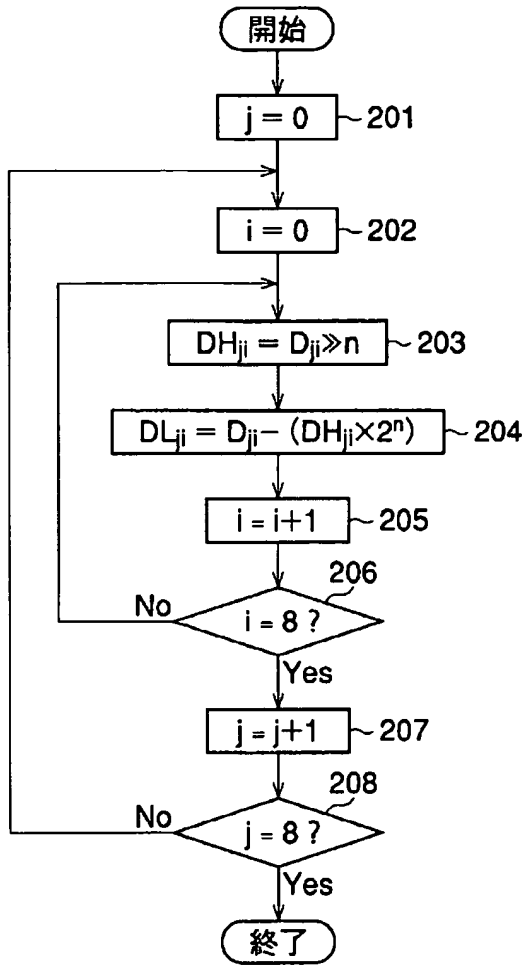 開始
j = 0 201
i = 0 202
DHji = Dji≫n 203
DLji = Dji− (DHji×2ⁿ) 204
i = i+1 205
206
No i = 8 ?
Yes
j = j+1 207
208
No j = 8 ?
Yes
終了